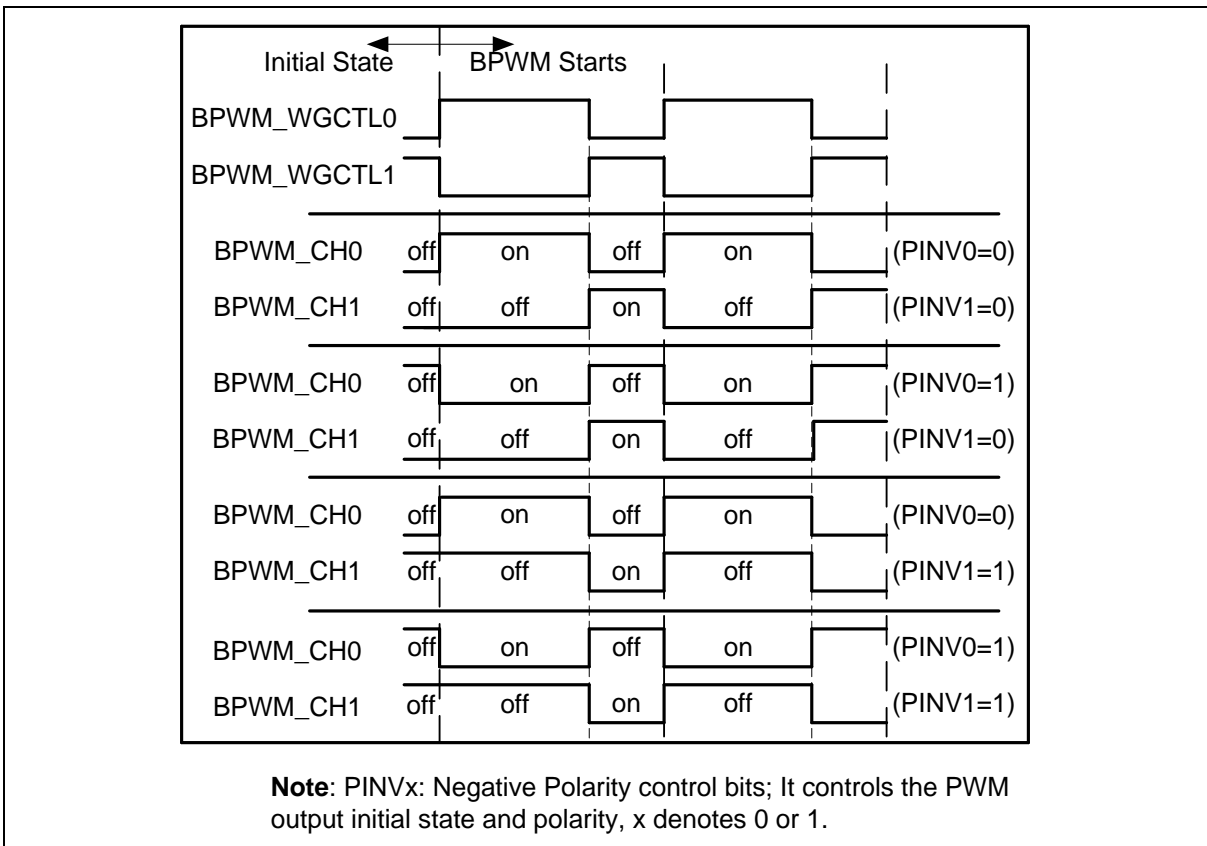 Initial State BPWM Starts
BPWM_WGCTL0
BPWM_WGCTL1
BPWM_CH0 off on off on (PINV0=0)
BPWM_CH1 off off on off (PINV1=0)
BPWM_CH0 off on off on (PINV0=1)
BPWM_CH1 off off on off (PINV1=0)
BPWM_CH0 off on off on (PINV0=0)
BPWM_CH1 off off on off (PINV1=1)
BPWM_CH0 off on off on (PINV0=1)
BPWM_CH1 off off on off (PINV1=1)
Note: PINVx: Negative Polarity control bits; It controls the PWM
output initial state and polarity, x denotes 0 or 1.